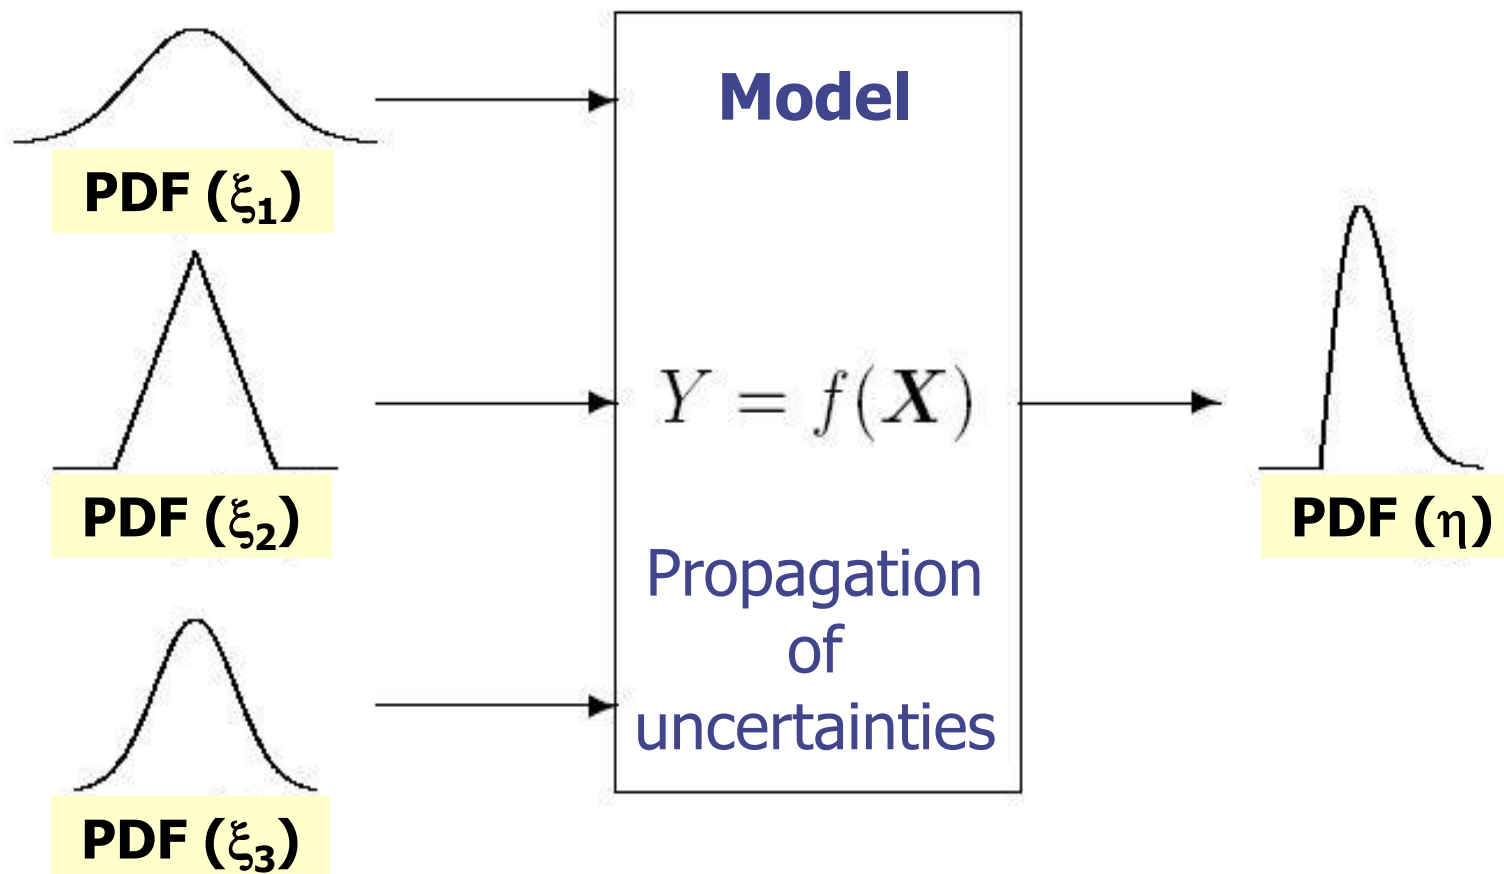 Model
PDF (ξ₁)
Y = f(X)
PDF (ξ₂)
PDF (η)
Propagation
of
uncertainties
PDF (ξ₃)